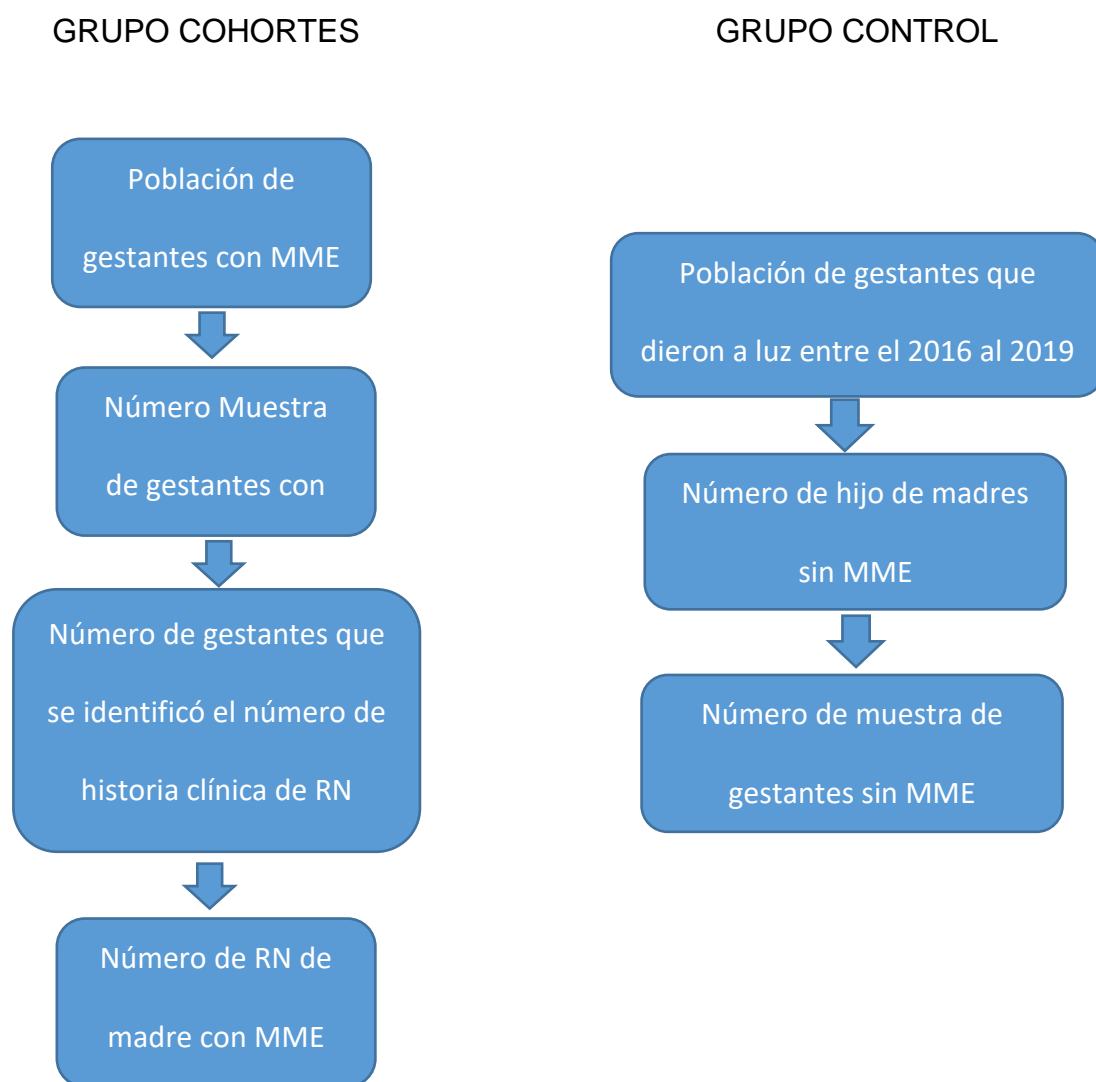 GRUPO COHORTES
GRUPO CONTROL
Población de
gestantes con MME
Número Muestra
de gestantes con
Número de gestantes que
se identificó el número de
historia clínica de RN
Número de RN de
madre con MME
Población de gestantes que
dieron a luz entre el 2016 al 2019
Número de hijo de madres
sin MME
Número de muestra de
gestantes sin MME